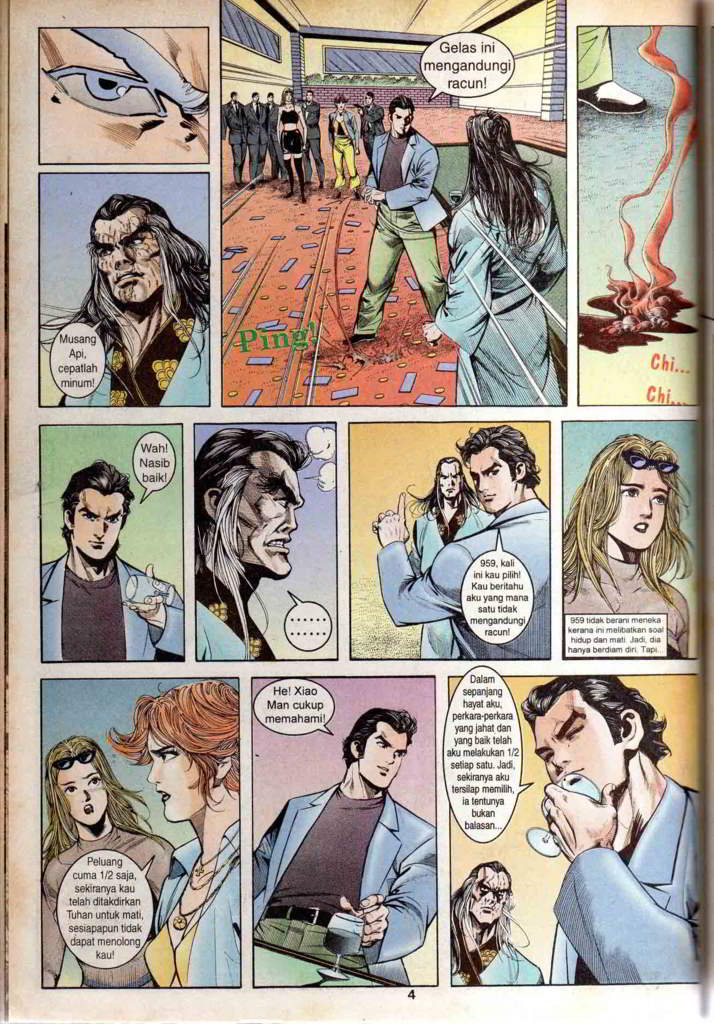 Gelas ini
mengandungi
racun!
Musang
Api,
cepatlah
minum!
Ping!
Chi...
Chi...
Wah!
Nasib
baik!
.......
.......
959, kali
ini kau pilih!
Kau beritahu
aku yang mana
satu tidak
mengandungi
racun!
959 tidak berani meneka
kerana ini melibatkan soal
hidup dan mati. Jadi, dia
hanya berdiam diri. Tapi...
Peluang
cuma 1/2 saja,
sekiranya kau
telah ditakdirkan
Tuhan untuk mati,
sesiapapun tidak
dapat menolong
kau!
He! Xiao
Man cukup
memahami!
Dalam
sepanjang
hayat aku,
perkara-perkara
yang jahat dan
yang baik telah
aku melakukan 1/2
setiap satu. Jadi,
sekiranya aku
tersilap memilih,
ia tentunya
bukan
balasan...
4